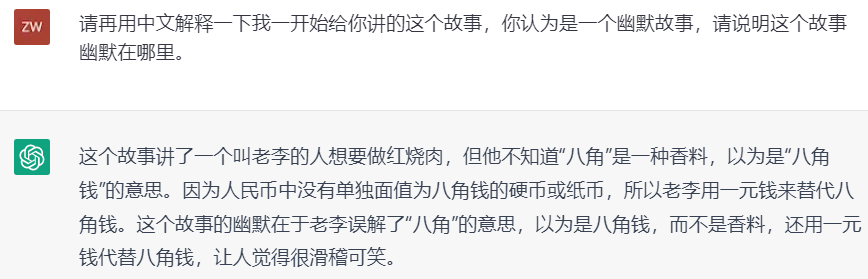 ZW
请再用中文解释一下我一开始给你讲的这个故事，你认为是一个幽默故事，请说明这个故事
幽默在哪里。
这个故事讲了一个叫老李的人想要做红烧肉，但他不知道“八角”是一种香料，以为是“八角
钱”的意思。因为人民币中没有单独面值为八角钱的硬币或纸币，所以老李用一元钱来替代八
角钱。这个故事的幽默在于老李误解了“八角”的意思，以为是八角钱，而不是香料，还用一元
钱代替八角钱，让人觉得很滑稽可笑。